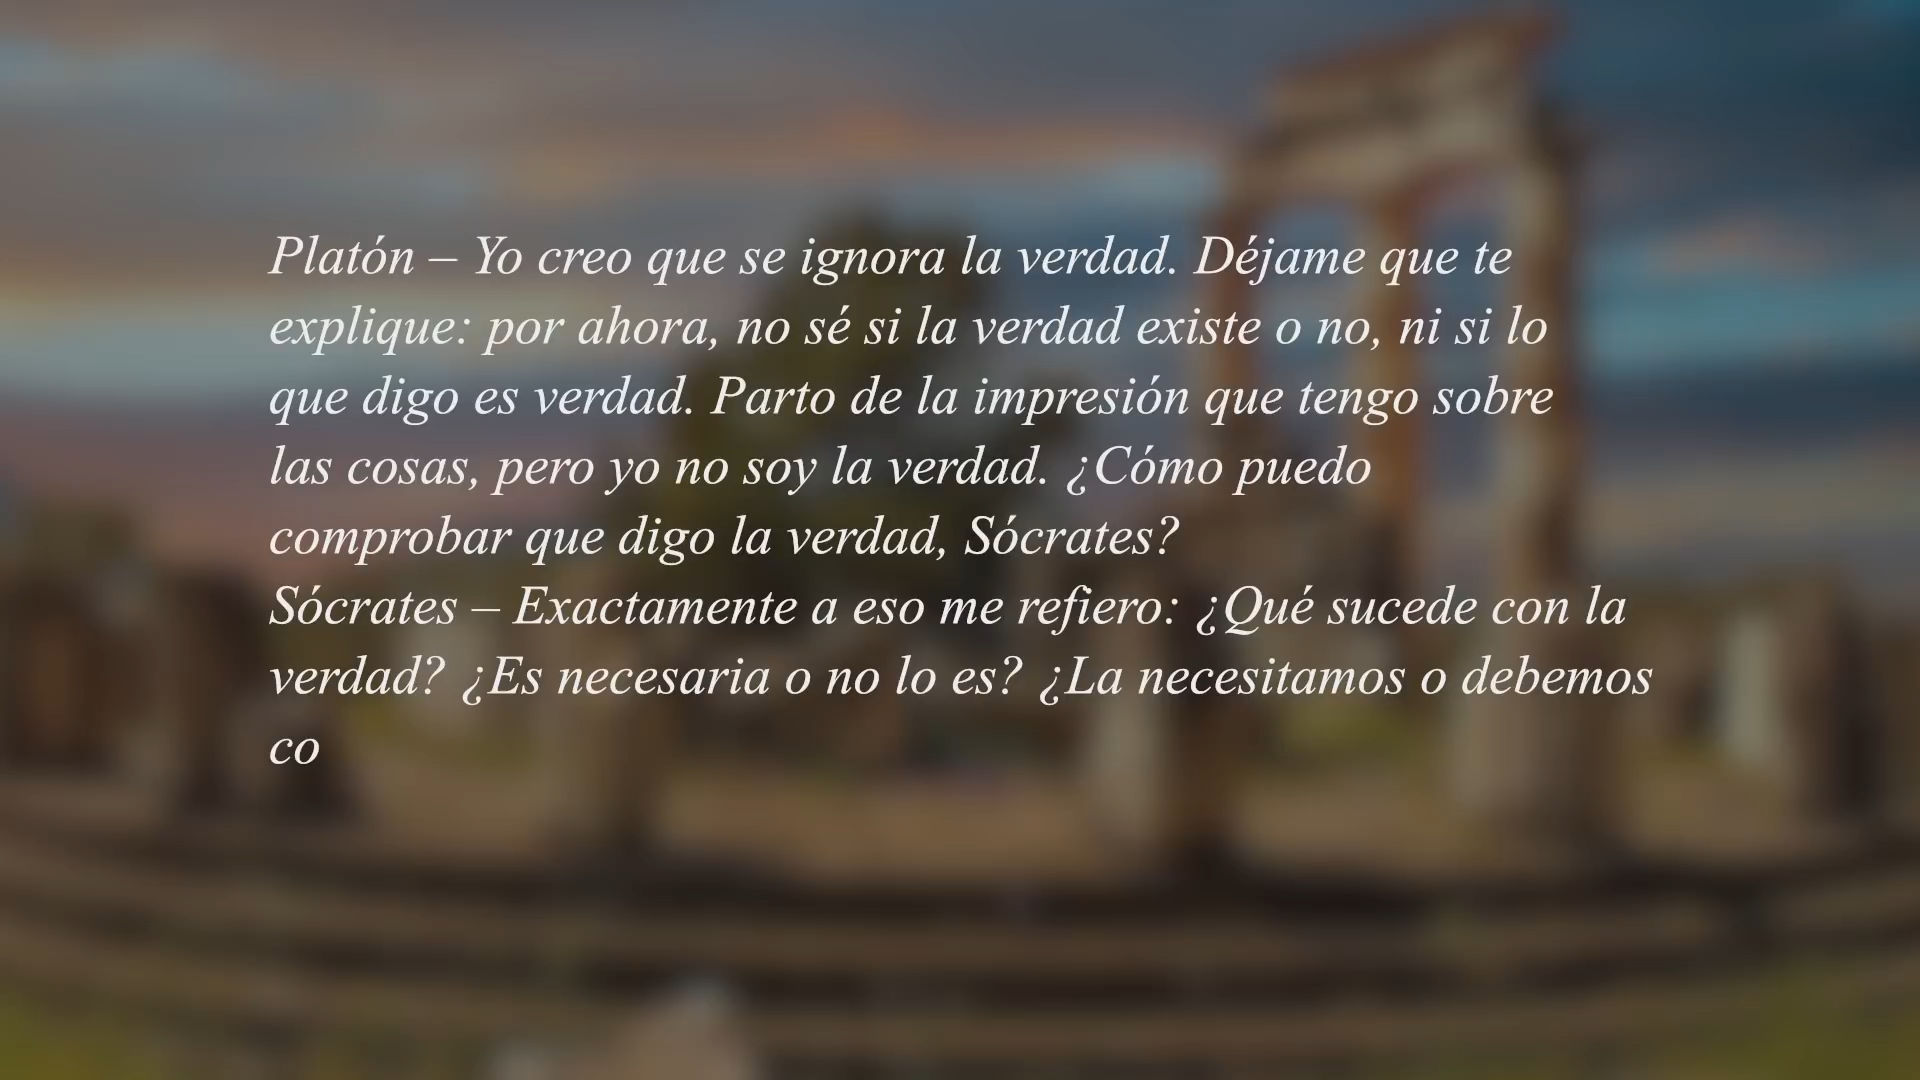 Platón – Yo creo que se ignora la verdad. Déjame que te
explique: por ahora, no sé si la verdad existe o no, ni si lo
que digo es verdad. Parto de la impresión que tengo sobre
las cosas, pero yo no soy la verdad. ¿Cómo puedo
comprobar que digo la verdad, Sócrates?
Sócrates – Exactamente a eso me refiero: ¿Qué sucede con la
verdad? ¿Es necesaria o no lo es? ¿La necesitamos o debemos
co